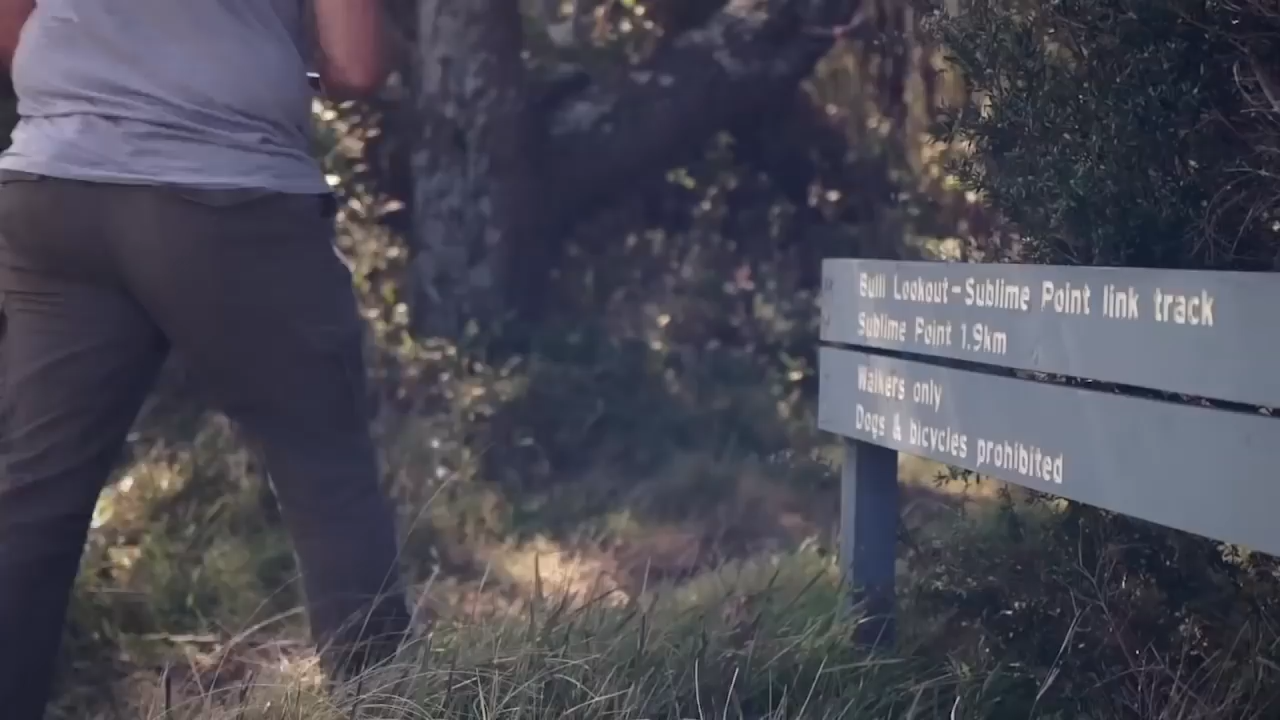 Bulli Lookout-Sublime Point link track
Sublime Point 1.9km
Walkers only
Dogs & bicycles prohibited